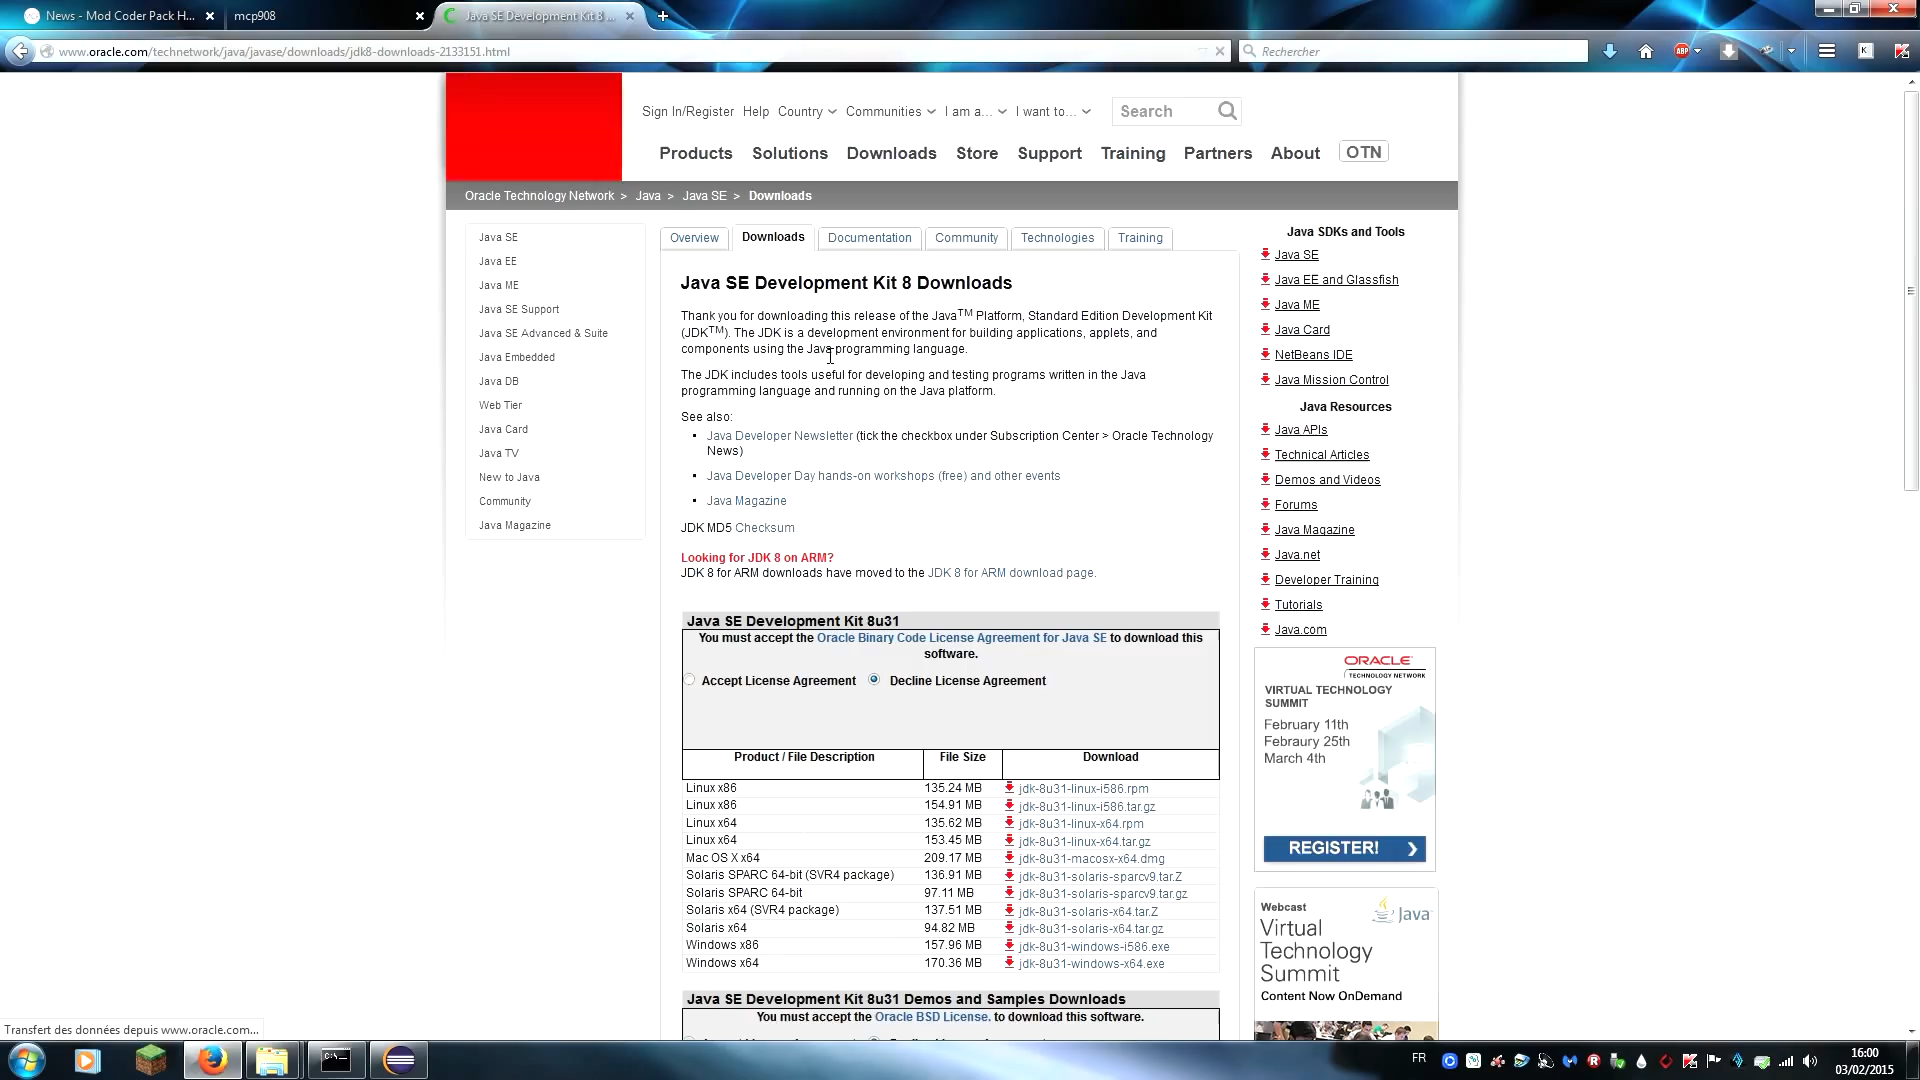 News - Mod Coder Pack H...
mcp908
Java SE Development Kit 8 ...
www.oracle.com/technetwork/java/javase/downloads/jdk8-downloads-2133151.html
Rechercher
ABP
K
Sign In/Register Help Country Communities I am a... I want to... Search
Products Solutions Downloads Store Support Training Partners About OTN
Oracle Technology Network > Java > Java SE > Downloads
Java SE
Java EE
Java ME
Java SE Support
Java SE Advanced & Suite
Java Embedded
Java DB
Web Tier
Java Card
Java TV
New to Java
Community
Java Magazine
Overview Downloads Documentation Community Technologies Training
Java SE Development Kit 8 Downloads
Thank you for downloading this release of the Java™ Platform, Standard Edition Development Kit
(JDK™). The JDK is a development environment for building applications, applets, and
components using the Java programming language.
The JDK includes tools useful for developing and testing programs written in the Java
programming language and running on the Java platform.
See also:
Java Developer Newsletter (tick the checkbox under Subscription Center > Oracle Technology
News)
Java Developer Day hands-on workshops (free) and other events
Java Magazine
JDK MD5 Checksum
Looking for JDK 8 on ARM?
JDK 8 for ARM downloads have moved to the JDK 8 for ARM download page.
Java SE Development Kit 8u31
You must accept the Oracle Binary Code License Agreement for Java SE to download this
software.
Accept License Agreement Decline License Agreement
Product / File Description File Size Download
Linux x86 135.24 MB jdk-8u31-linux-i586.rpm
Linux x86 154.91 MB jdk-8u31-linux-i586.tar.gz
Linux x64 135.62 MB jdk-8u31-linux-x64.rpm
Linux x64 153.45 MB jdk-8u31-linux-x64.tar.gz
Mac OS X x64 209.17 MB jdk-8u31-macosx-x64.dmg
Solaris SPARC 64-bit (SVR4 package) 136.91 MB jdk-8u31-solaris-sparcv9.tar.Z
Solaris SPARC 64-bit 97.11 MB jdk-8u31-solaris-sparcv9.tar.gz
Solaris x64 (SVR4 package) 137.51 MB jdk-8u31-solaris-x64.tar.Z
Solaris x64 94.82 MB jdk-8u31-solaris-x64.tar.gz
Windows x86 157.96 MB jdk-8u31-windows-i586.exe
Windows x64 170.36 MB jdk-8u31-windows-x64.exe
Java SE Development Kit 8u31 Demos and Samples Downloads
You must accept the Oracle BSD License. to download this software.
Java SDKs and Tools
Java SE
Java EE and Glassfish
Java ME
Java Card
NetBeans IDE
Java Mission Control
Java Resources
Java APIs
Technical Articles
Demos and Videos
Forums
Java Magazine
Java.net
Developer Training
Tutorials
Java.com
ORACLE
TECHNOLOGY NETWORK
VIRTUAL TECHNOLOGY
SUMMIT
February 11th
Febraury 25th
March 4th
REGISTER!
Webcast
Java
Virtual
Technology
Summit
Content Now OnDemand
Transfert des données depuis www.oracle.com...
FR
16:00
03/02/2015